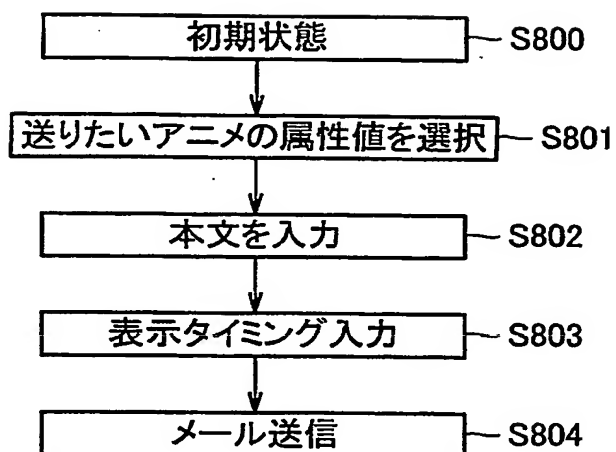 初期状態 S800
送りたいアニメの属性値を選択 S801
本文を入力 S802
表示タイミング入力 S803
メール送信 S804